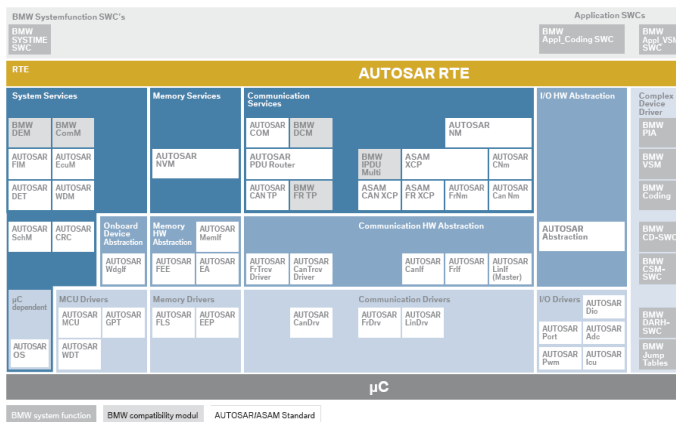 BMW Systemfunction SWC's
Application SWCs
BMW
SYSTIME
SWC
BMW
Appl_Coding SWC
BMW
Appl_VSM
SWC
RTE
AUTOSAR RTE
System Services
Memory Services
Communication
Services
I/O HW Abstraction
Complex
Device
Driver
BMW
DEM
BMW
ComM
AUTOSAR
COM
BMW
DCM
AUTOSAR
NM
BMW
PIA
AUTOSAR
FIM
AUTOSAR
EcuM
AUTOSAR
NVM
AUTOSAR
PDU Router
BMW
IPDU
Multi
ASAM
XCP
AUTOSAR
CNm
BMW
VSM
AUTOSAR
DET
AUTOSAR
WDM
AUTOSAR
CAN TP
BMW
FR TP
ASAM
CAN XCP
ASAM
FR XCP
AUTOSAR
FrNm
AUTOSAR
Can Nm
BMW
Coding
AUTOSAR
SchM
AUTOSAR
CRC
Onboard
Device
Abstraction
Memory
HW
Abstraction
AUTOSAR
MemIf
Communication HW Abstraction
AUTOSAR
Abstraction
BMW
CD-SWC
AUTOSAR
WdgIf
AUTOSAR
FEE
AUTOSAR
EA
AUTOSAR
FrTrcv
Driver
AUTOSAR
CanTrcv
Driver
AUTOSAR
CanIf
AUTOSAR
FrIf
AUTOSAR
LinIf
(Master)
BMW
CSM-
SWC
µC
dependent
MCU Drivers
Memory Drivers
Communication Drivers
I/O Drivers
AUTOSAR
Dio
AUTOSAR
MCU
AUTOSAR
GPT
AUTOSAR
FLS
AUTOSAR
EEP
AUTOSAR
CanDrv
AUTOSAR
FrDrv
AUTOSAR
LinDrv
AUTOSAR
Port
AUTOSAR
Adc
BMW
DARH-
SWC
AUTOSAR
OS
AUTOSAR
WDT
AUTOSAR
Pwm
AUTOSAR
Icu
BMW
Jump
Tables
µC
BMW system function
BMW compatibility modul
AUTOSAR/ASAM Standard